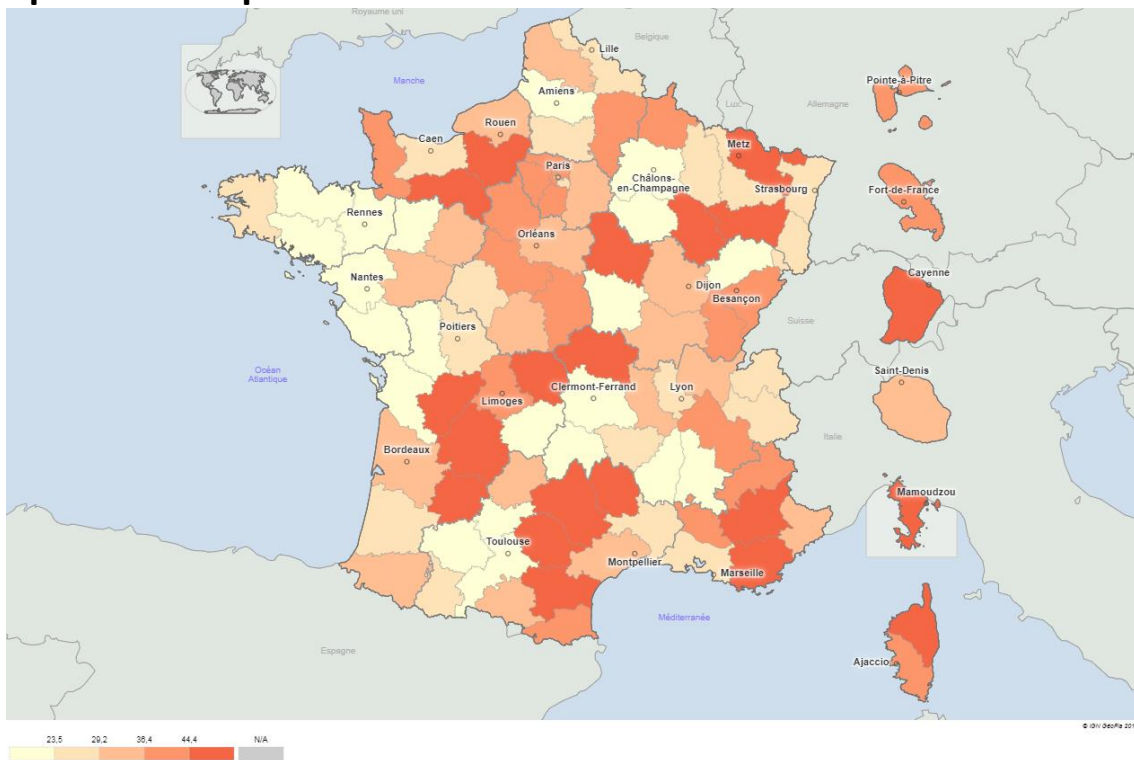 Royaume uni
Belgique
Lille
Manche
Amiens
Pointe-à-Pitre
Lux.
Allemagne
Rouen
Caen
Metz
Paris
Châlons-
en-Champagne
Strasbourg
Fort-de-France
Rennes
Orléans
Nantes
Dijon
Besançon
Cayenne
Suisse
Poitiers
Océan
Atlantique
Clermont-Ferrand
Lyon
Limoges
Saint-Denis
Italie
Bordeaux
Mamoudzou
Toulouse
Montpellier
Marseille
Méditerranée
Espagne
Ajaccio
© IGN GéoFla
23,5 29,2 36,4 44,4 N/A